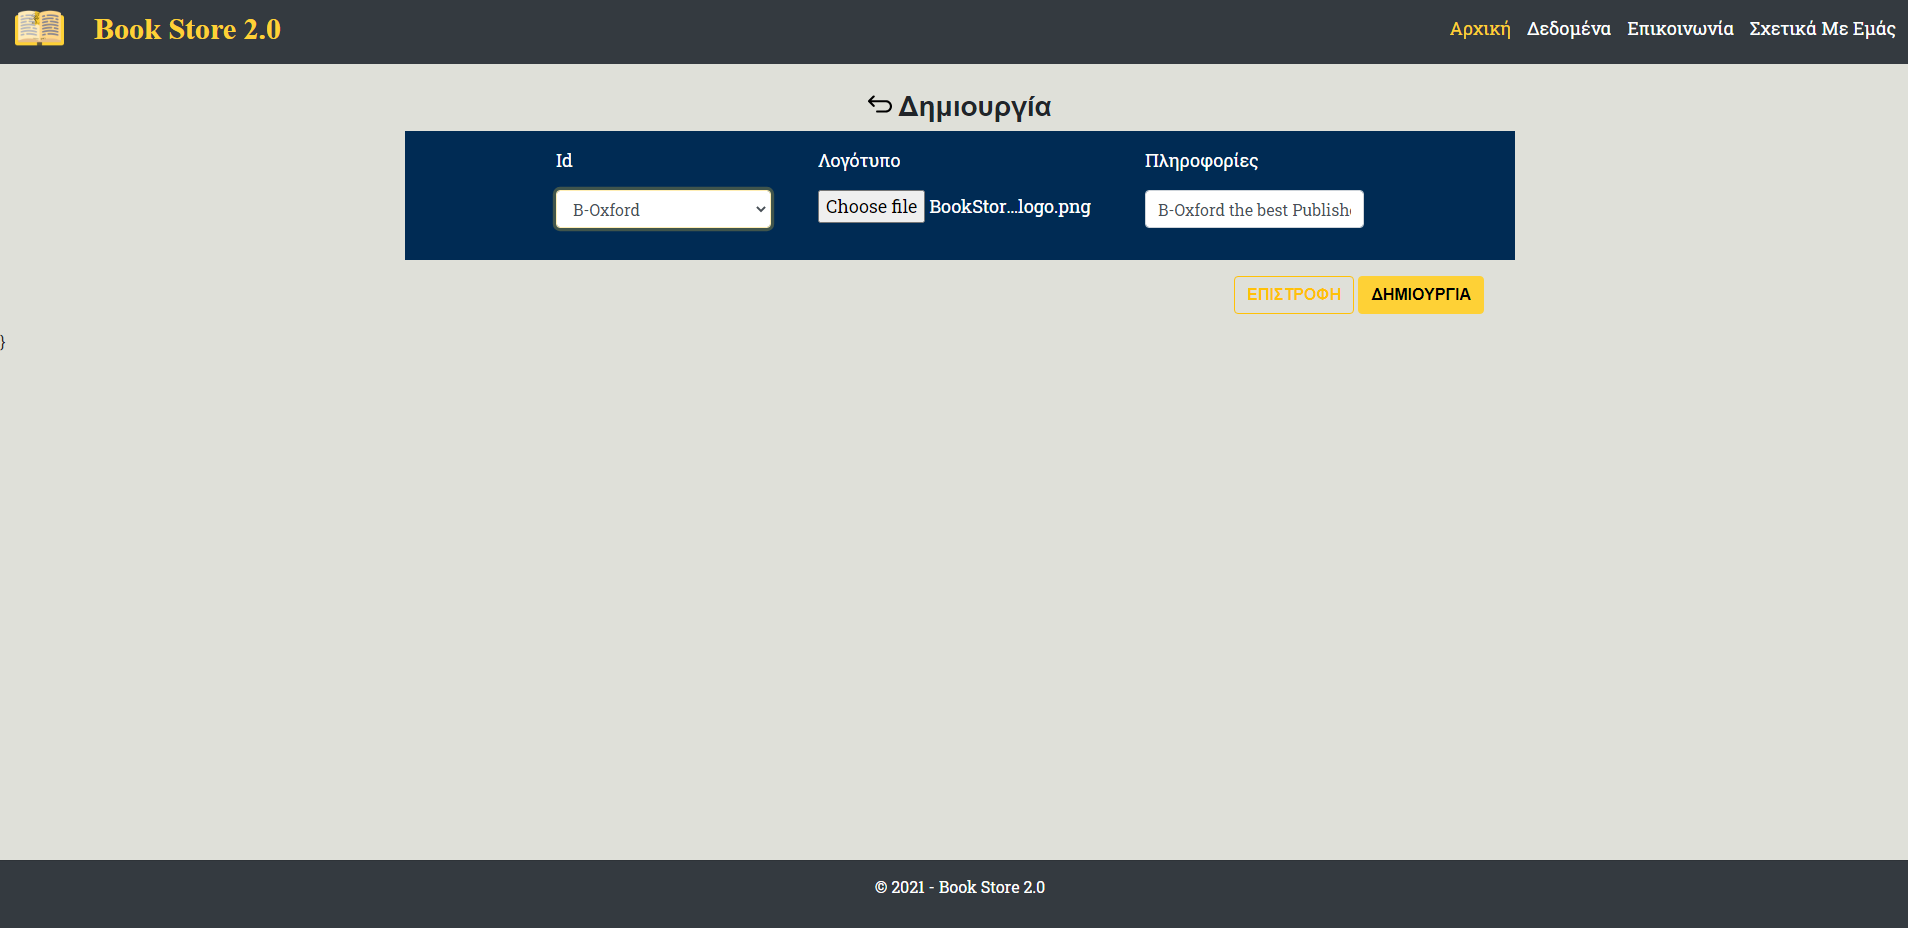 Book Store 2.0
Αρχική Δεδομένα Επικοινωνία Σχετικά Με Εμάς
Δημιουργία
Id Λογότυπο Πληροφορίες
B-Oxford Choose file BookStor...logo.png B-Oxford the best Publish
ΕΠΙΣΤΡΟΦΗ ΔΗΜΙΟΥΡΓΙΑ
}
© 2021 - Book Store 2.0